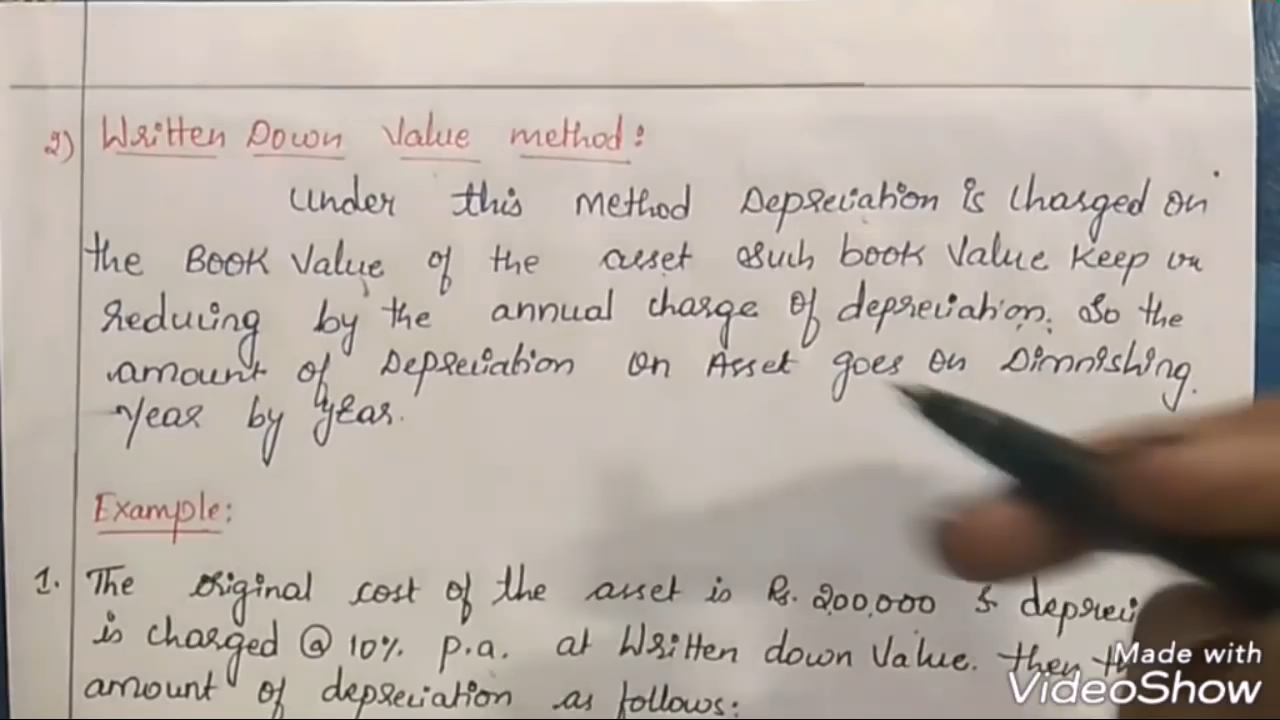 2) Written Down Value method:
Under this method Depreciation is charged on
the Book Value of the asset such book value Keep on
reducing by the annual charge of depreciation. So the
amount of Depreciation on Asset goes on Diminishing
Year by year.
Example:
1. The original cost of the asset is Rs. 200,000 &
is charged @ 10% p.a. at Written down Value. then
amount of depreciation as follows:
Made with
VideoShow